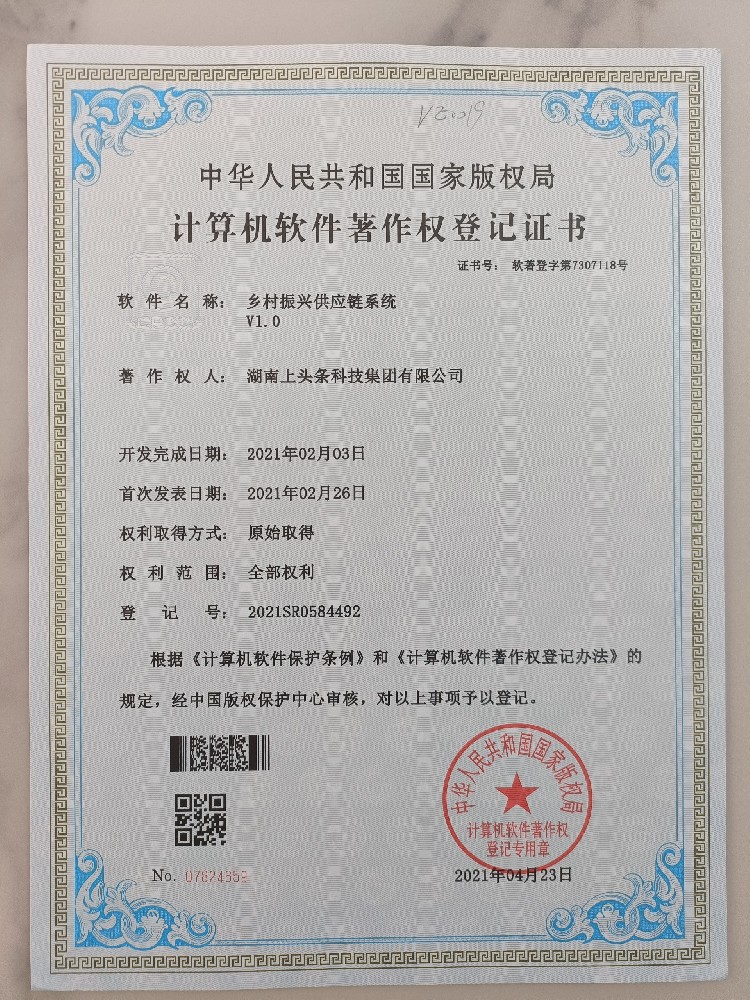 中华人民共和国国家版权局
计算机软件著作权登记证书
证书号： 软著登字第7307118号
软 件 名 称： 乡村振兴供应链系统
V1.0
著 作 权 人： 湖南上头条科技集团有限公司
开发完成日期： 2021年02月03日
首次发表日期： 2021年02月26日
权利取得方式： 原始取得
权 利 范 围： 全部权利
登 记 号： 2021SR0584492
根据《计算机软件保护条例》和《计算机软件著作权登记办法》的
规定，经中国版权保护中心审核，对以上事项予以登记。
中华人民共和国国家版权局
计算机软件著作权
登记专用章
No.
2021年04月23日